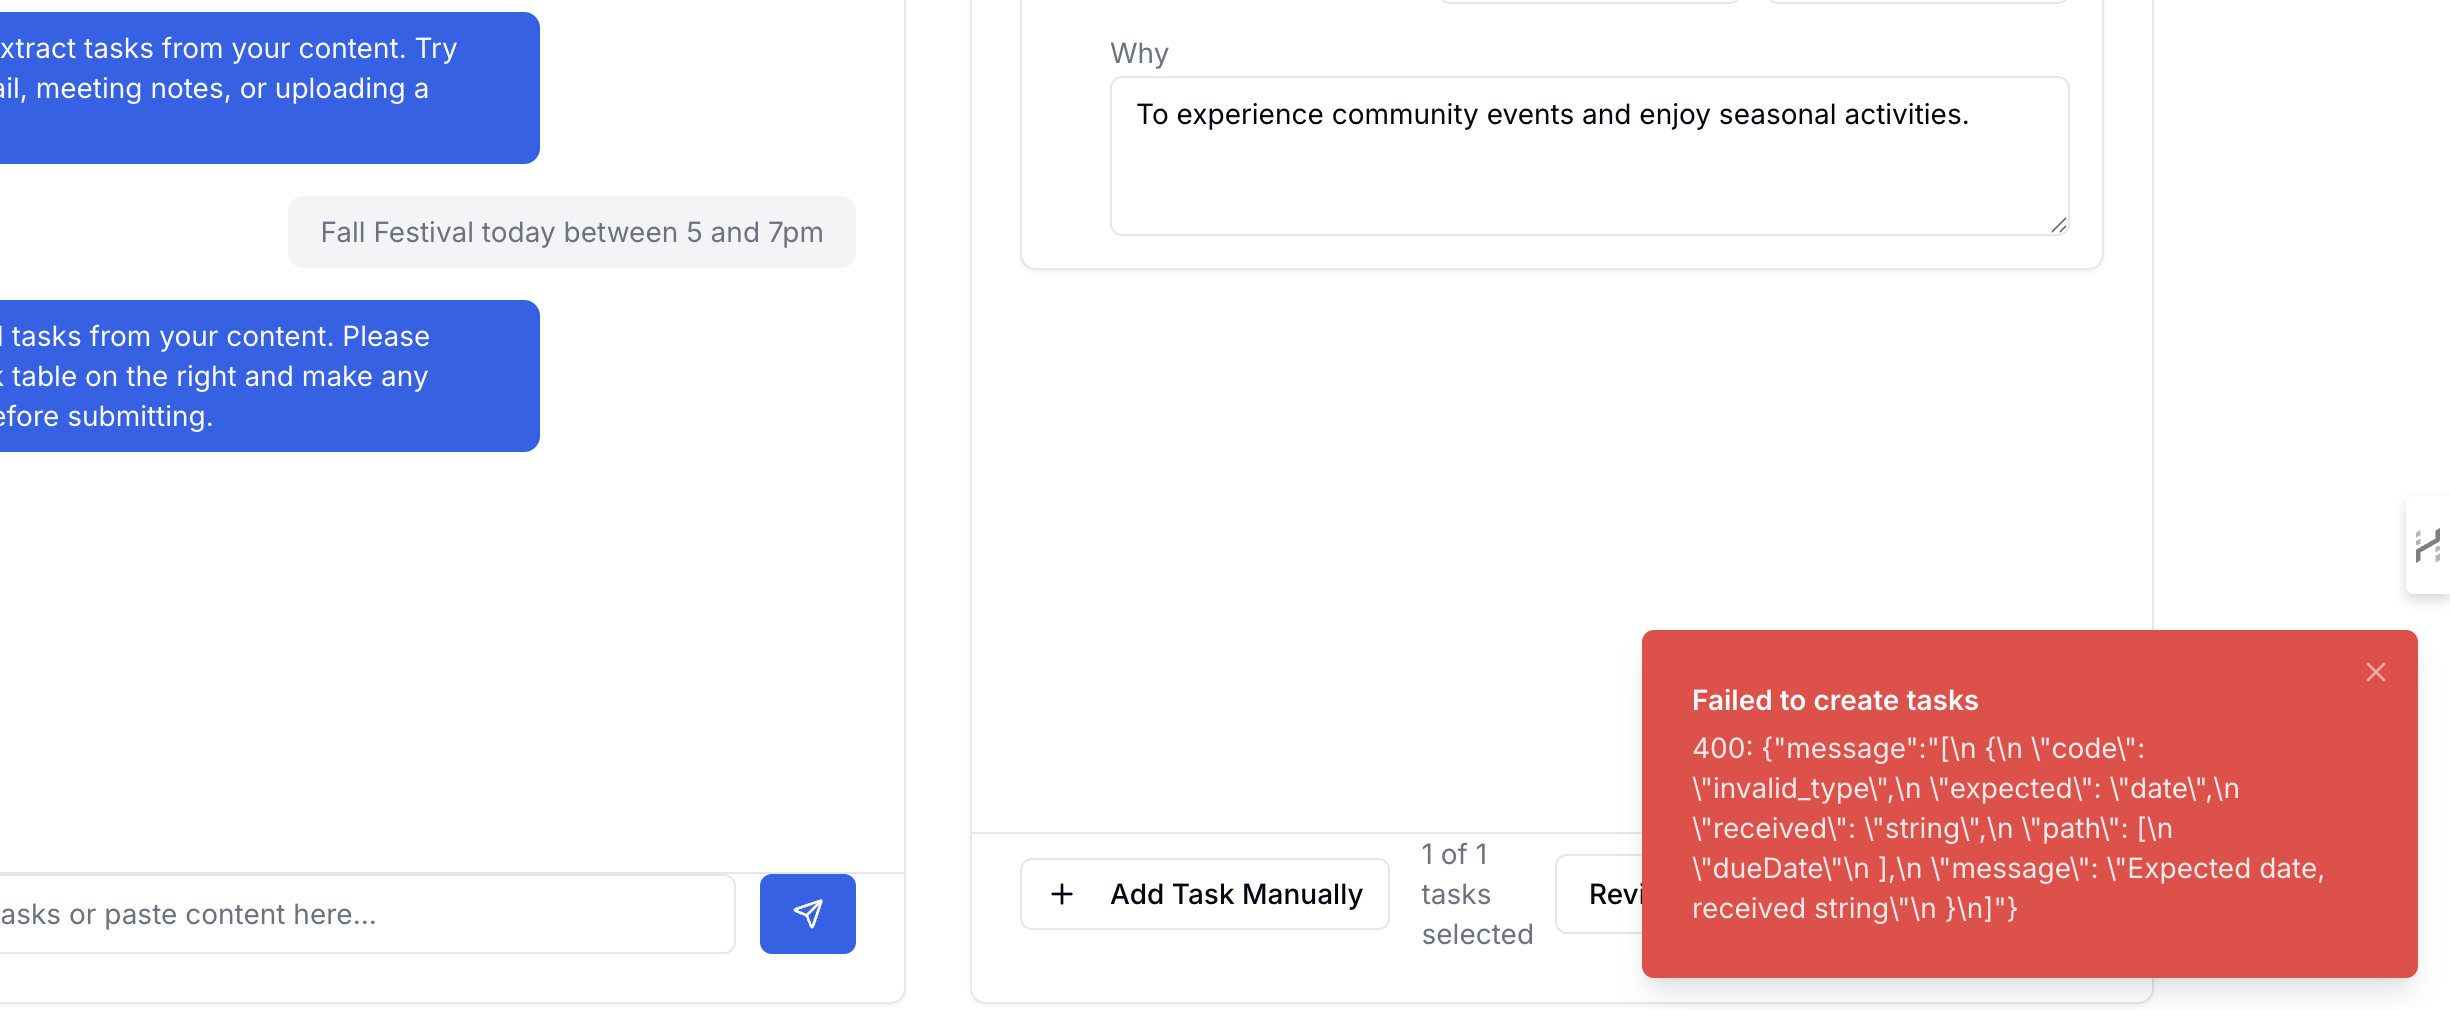 xtract tasks from your content. Try
ail, meeting notes, or uploading a
Fall Festival today between 5 and 7pm
tasks from your content. Please
table on the right and make any
efore submitting.
asks or paste content here...
Why
To experience community events and enjoy seasonal activities.
Add Task Manually
1 of 1
tasks
selected
Revi
Failed to create tasks
400: {"message":"[\n {\n \"code\":
\"invalid_type\",\n \"expected\": \"date\",\n
\"received\": \"string\",\n \"path\": [\n
\"dueDate\"\n ],\n \"message\": \"Expected date,
received string\"\n }\n]"}